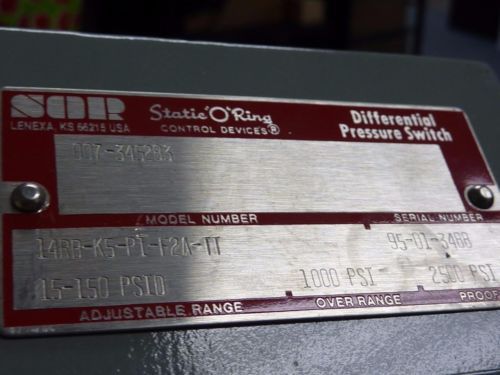 SOR Static "O" Ring Differential
LENEXA, KS 66215 USA CONTROL DEVICES® Pressure Switch
007-345203
MODEL NUMBER SERIAL NUMBER
14RB-K5-P1-F2A-TT 95-01-3488
15-150 PSID 1000 PSI 2500 PSI
ADJUSTABLE RANGE OVER RANGE PROOF